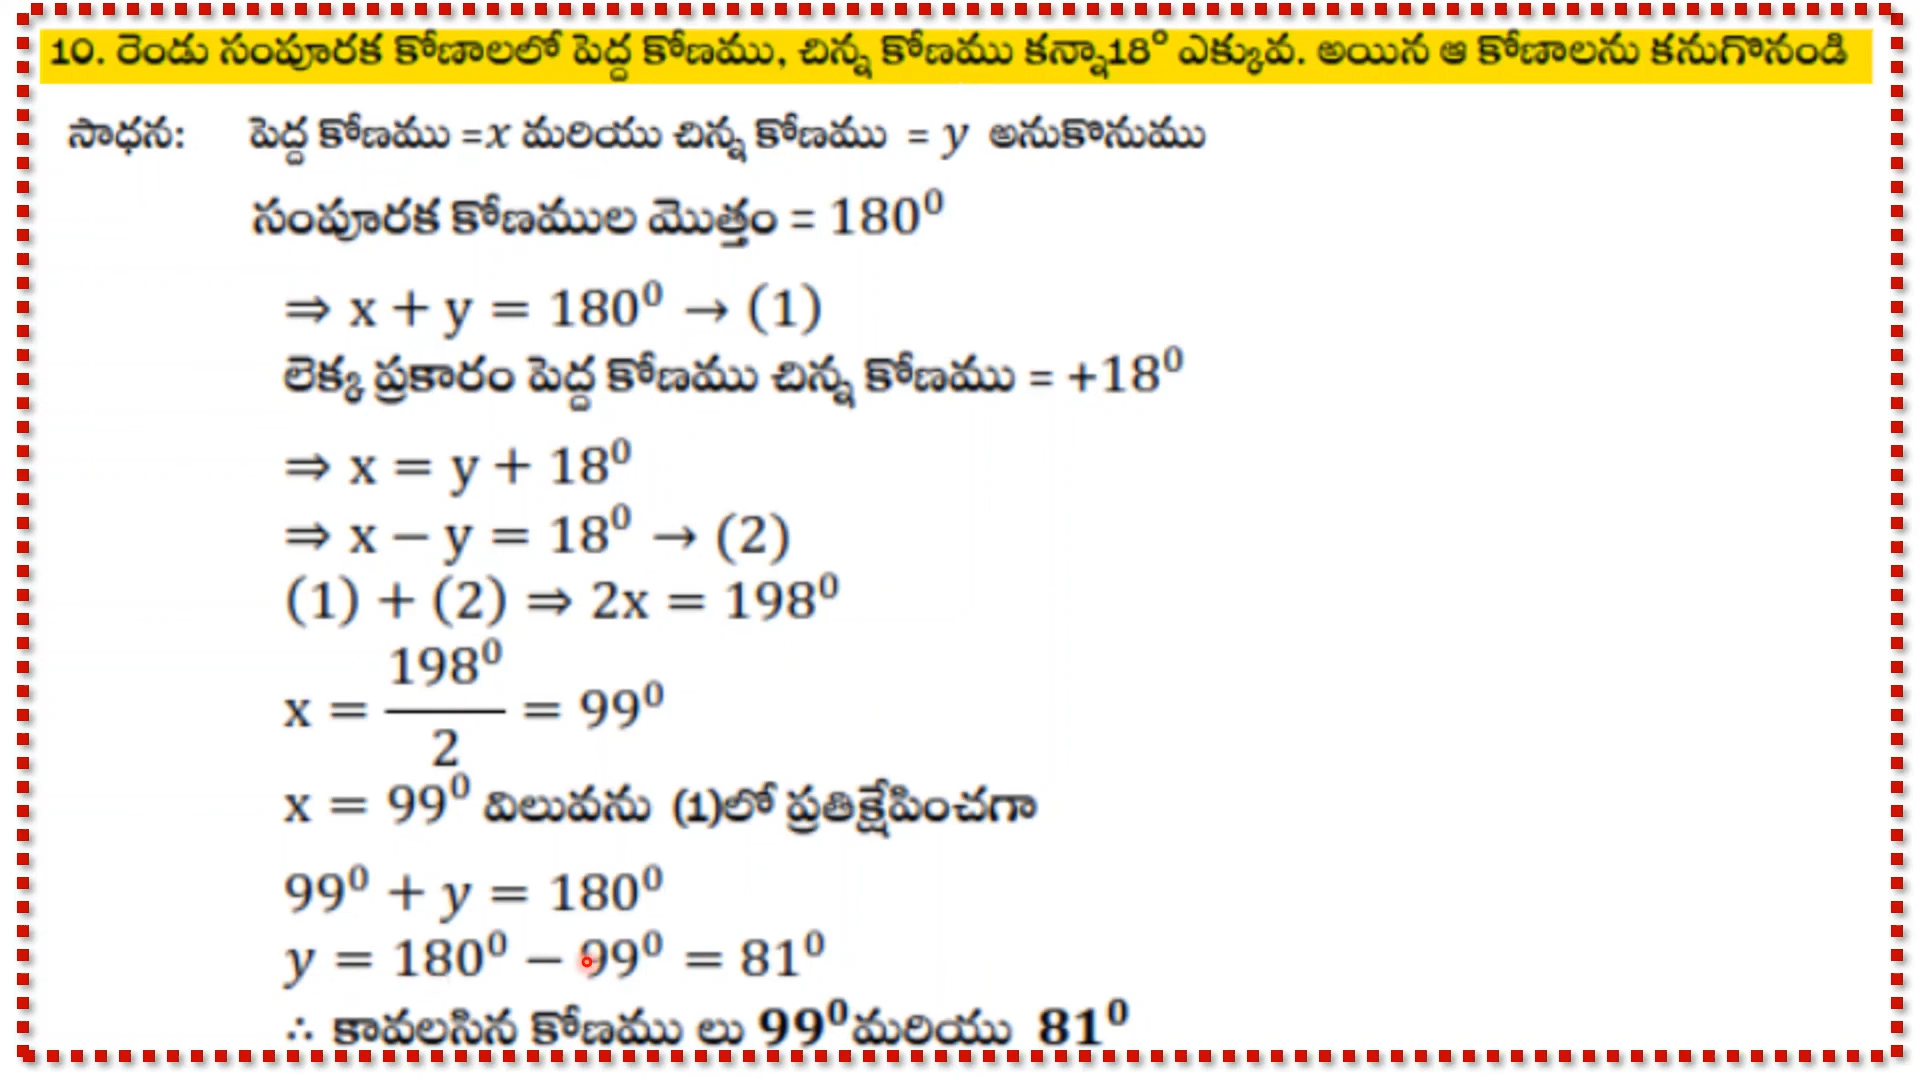 10. రెండు సంపూరక కోణాలలో పెద్ద కోణము, చిన్న కోణము కన్నా18° ఎక్కువ. అయిన ఆ కోణాలను కనుగొనండి
సాధన: పెద్ద కోణము =x మరియు చిన్న కోణము = y అనుకొనుము
సంపూరక కోణముల మొత్తం = 180⁰
⇒ x + y = 180⁰ → (1)
లెక్క ప్రకారం పెద్ద కోణము చిన్న కోణము = +18⁰
⇒ x = y + 18⁰
⇒ x − y = 18⁰ → (2)
(1) + (2) ⇒ 2x = 198⁰
x = 198⁰/2 = 99⁰
x = 99⁰ విలువను (1)లో ప్రతిక్షేపించగా
99⁰ + y = 180⁰
y = 180⁰ − 99⁰ = 81⁰
∴ కావలసిన కోణము లు 99⁰మరియు 81⁰